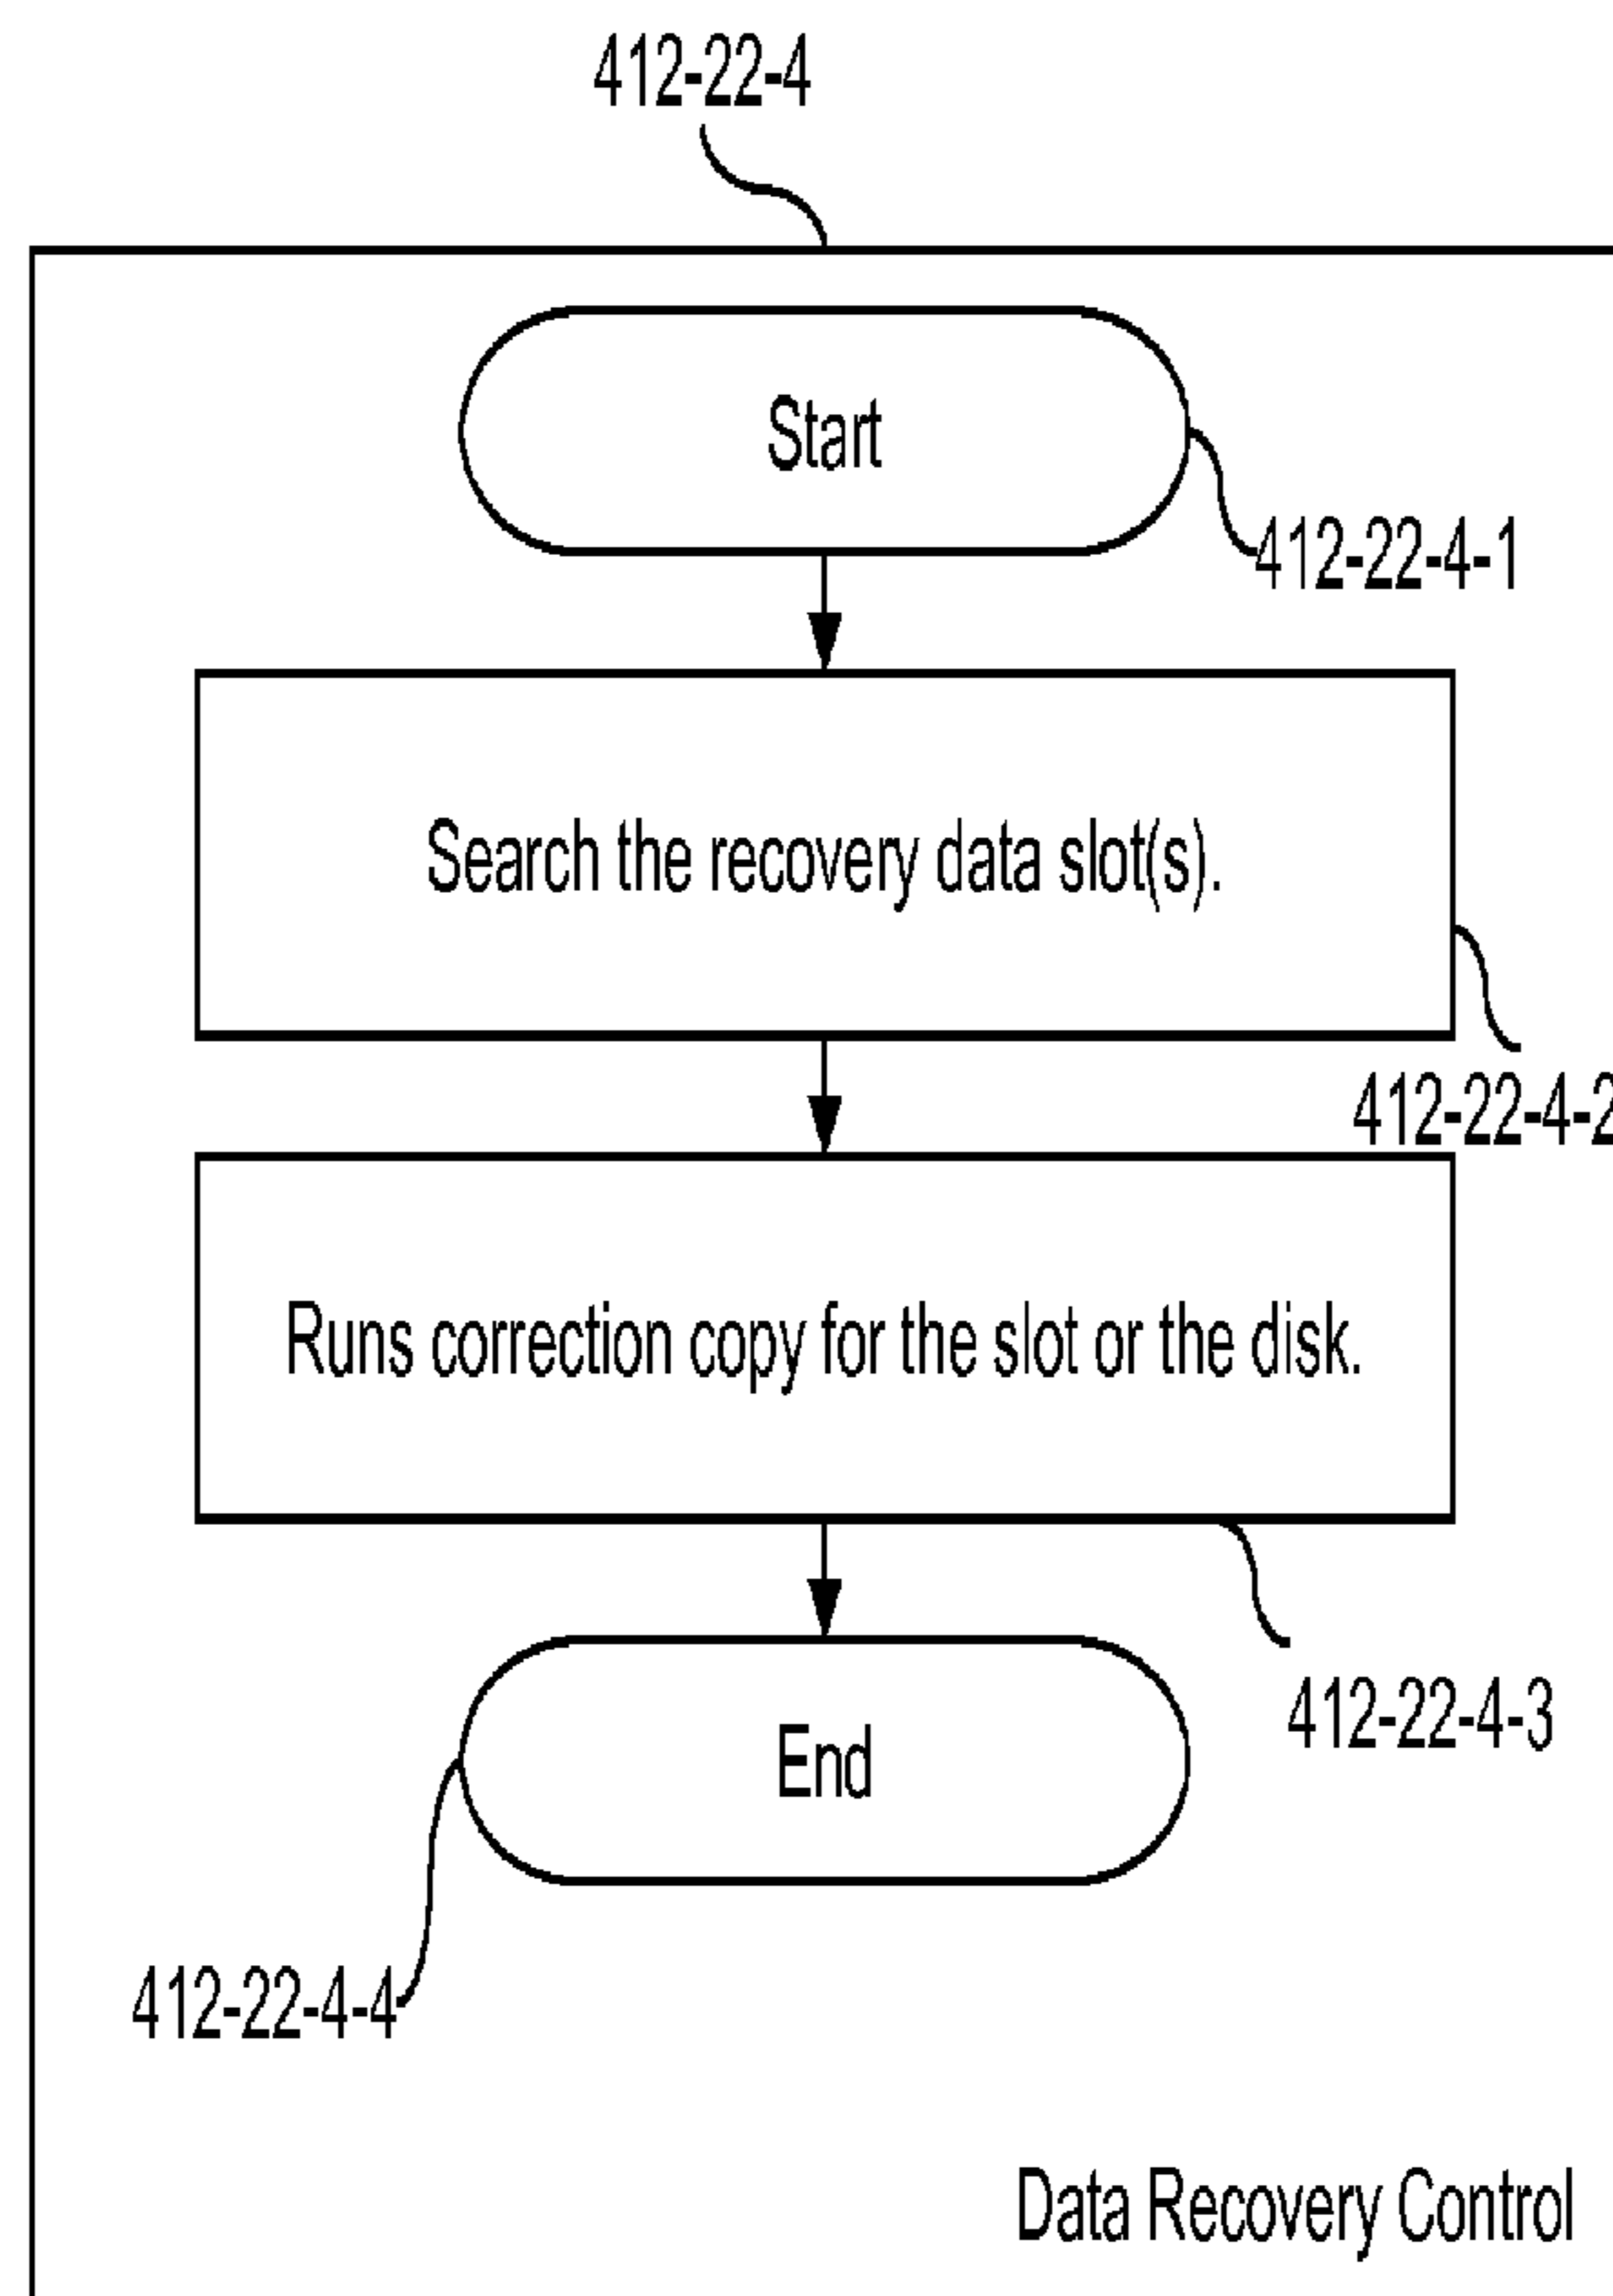 412-22-4
Start
412-22-4-1
Search the recovery data slot(s).
412-22-4-2
Runs correction copy for the slot or the disk.
412-22-4-3
End
412-22-4-4
Data Recovery Control